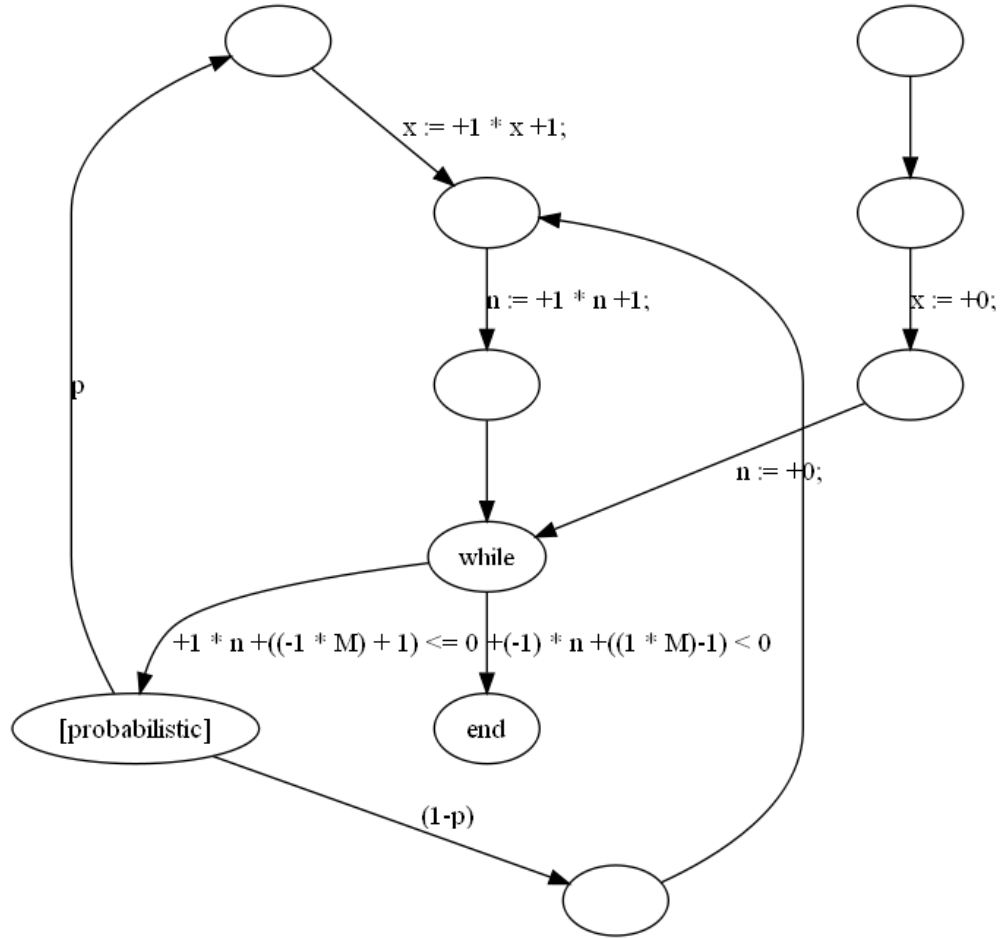 x := +1 * x +1;
n := +1 * n +1;
x := +0;
p
n := +0;
while
+1 * n +((-1 * M) + 1) <= 0
+(-1) * n +((1 * M)-1) < 0
[probabilistic]
end
(1-p)